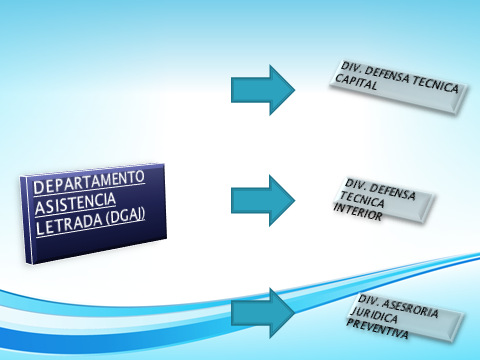 DEPARTAMENTO
ASISTENCIA
LETRADA (DGAJ)
DIV. DEFENSA TECNICA
CAPITAL
DIV. DEFENSA
TECNICA
INTERIOR
DIV. ASESRORIA
JURIDICA
PREVENTIVA